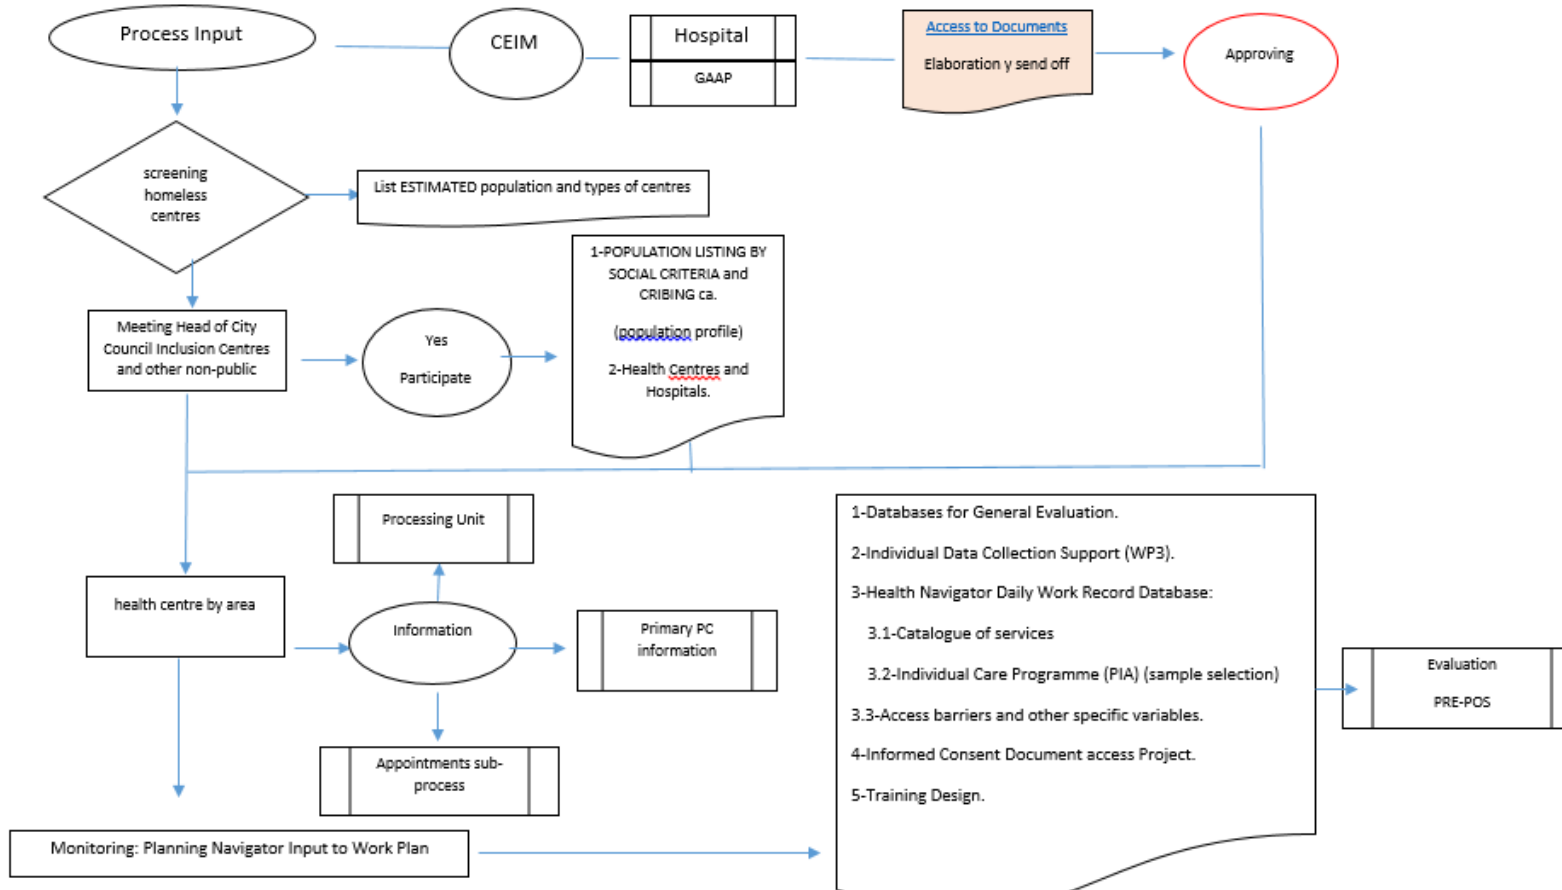 Process Input
CEIM
Hospital
GAAP
Access to Documents
Elaboration y send off
Approving
screening
homeless
centres
List ESTIMATED population and types of centres
Meeting Head of City
Council Inclusion Centres
and other non-public
Yes
Participate
1-POPULATION LISTING BY
SOCIAL CRITERIA and
CRIBING ca.
(population profile)
2-Health Centres and
Hospitals.
Processing Unit
health centre by area
Information
Primary PC
information
Appointments sub-
process
Monitoring: Planning Navigator Input to Work Plan
1-Databases for General Evaluation.
2-Individual Data Collection Support (WP3).
3-Health Navigator Daily Work Record Database:
3.1-Catalogue of services
3.2-Individual Care Programme (PIA) (sample selection)
3.3-Access barriers and other specific variables.
4-Informed Consent Document access Project.
5-Training Design.
Evaluation
PRE-POS